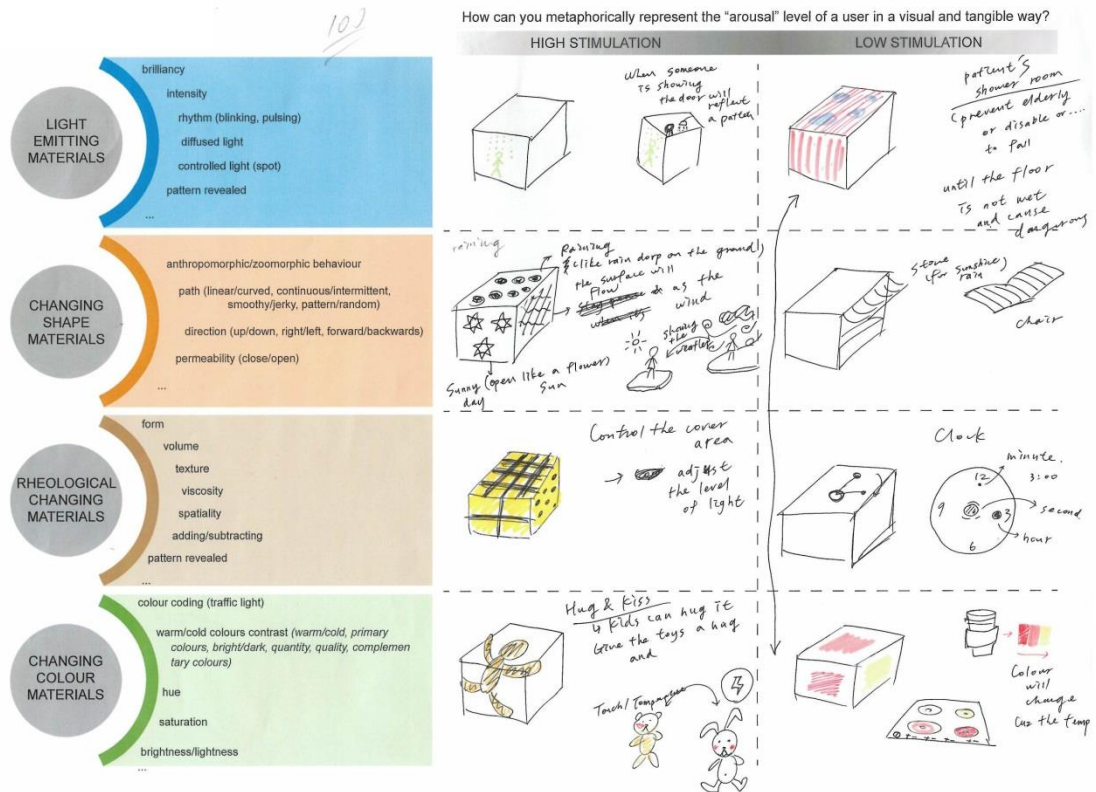 103
How can you metaphorically represent the “arousal” level of a user in a visual and tangible way?
HIGH STIMULATION
LOW STIMULATION
LIGHT
EMITTING
MATERIALS
brilliancy
intensity
rhythm (blinking, pulsing)
diffused light
controlled light (spot)
pattern revealed
...
When someone
is showing
the door will
reflect
a patten
patient's
shower room
(prevent elderly
or disable or....
to fall
until the floor
is not wet
and cause
dangerous
CHANGING
SHAPE
MATERIALS
anthropomorphic/zoomorphic behaviour
path (linear/curved, continuous/intermittent,
smoothy/jerky, pattern/random)
direction (up/down, right/left, forward/backwards)
permeability (close/open)
...
raining
Raining
(like rain dorp on the ground)
the surface will
flow
as the
wind
showing
the
weather
Sunny (open like a flower)
day
Sun
(for sunshine)
rain
chair
RHEOLOGICAL
CHANGING
MATERIALS
form
volume
texture
viscosity
spatiality
adding/subtracting
pattern revealed
...
Control the cover
area
adjust
the level
of light
Clock
minute.
3:00
12
9
3
6
second
hour
CHANGING
COLOUR
MATERIALS
colour coding (traffic light)
warm/cold colours contrast (warm/cold, primary
colours, bright/dark, quantity, quality, complemen
tary colours)
hue
saturation
brightness/lightness
...
Hug & Kiss
Kids can hug it
Give the toys a hug
and
Touch/
Colour
will
change
Cuz the temp